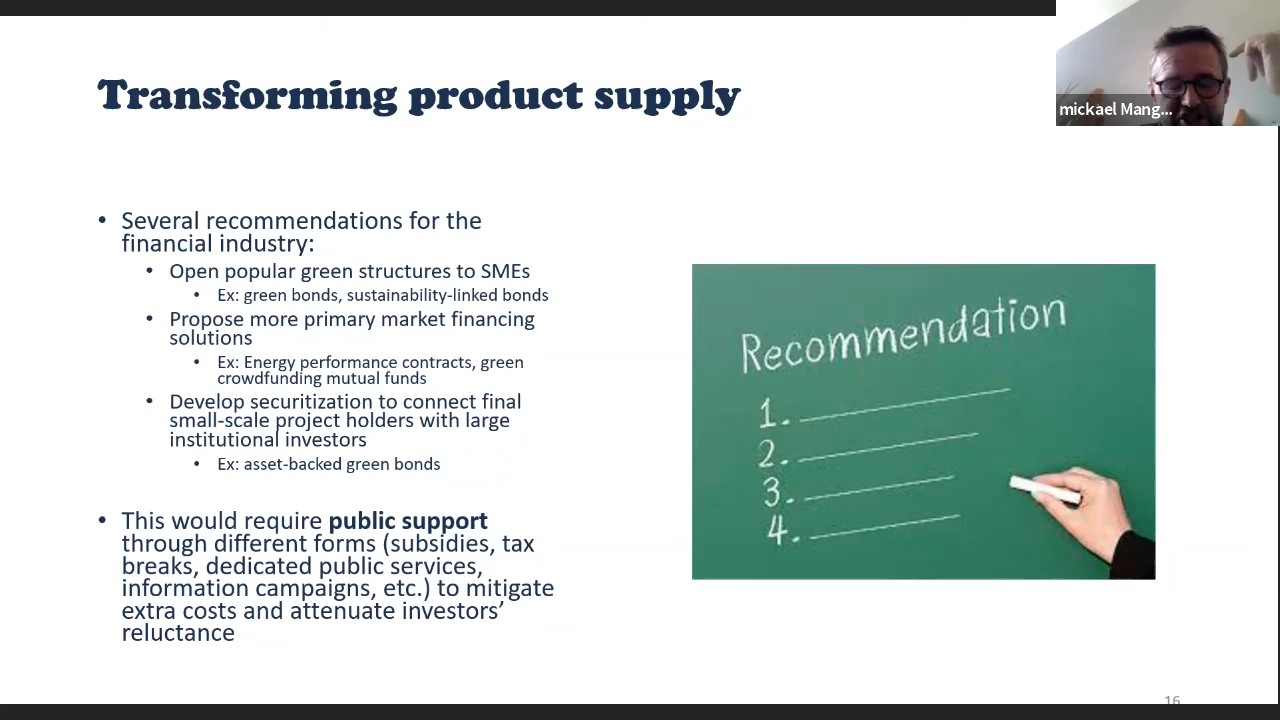 Transforming product supply
mickael Mang...
• Several recommendations for the
financial industry:
• Open popular green structures to SMEs
• Ex: green bonds, sustainability-linked bonds
• Propose more primary market financing
solutions
• Ex: Energy performance contracts, green
crowdfunding mutual funds
• Develop securitization to connect final
small-scale project holders with large
institutional investors
• Ex: asset-backed green bonds
• This would require public support
through different forms (subsidies, tax
breaks, dedicated public services,
information campaigns, etc.) to mitigate
extra costs and attenuate investors’
reluctance
Recommendation
1.
2.
3.
4.
16